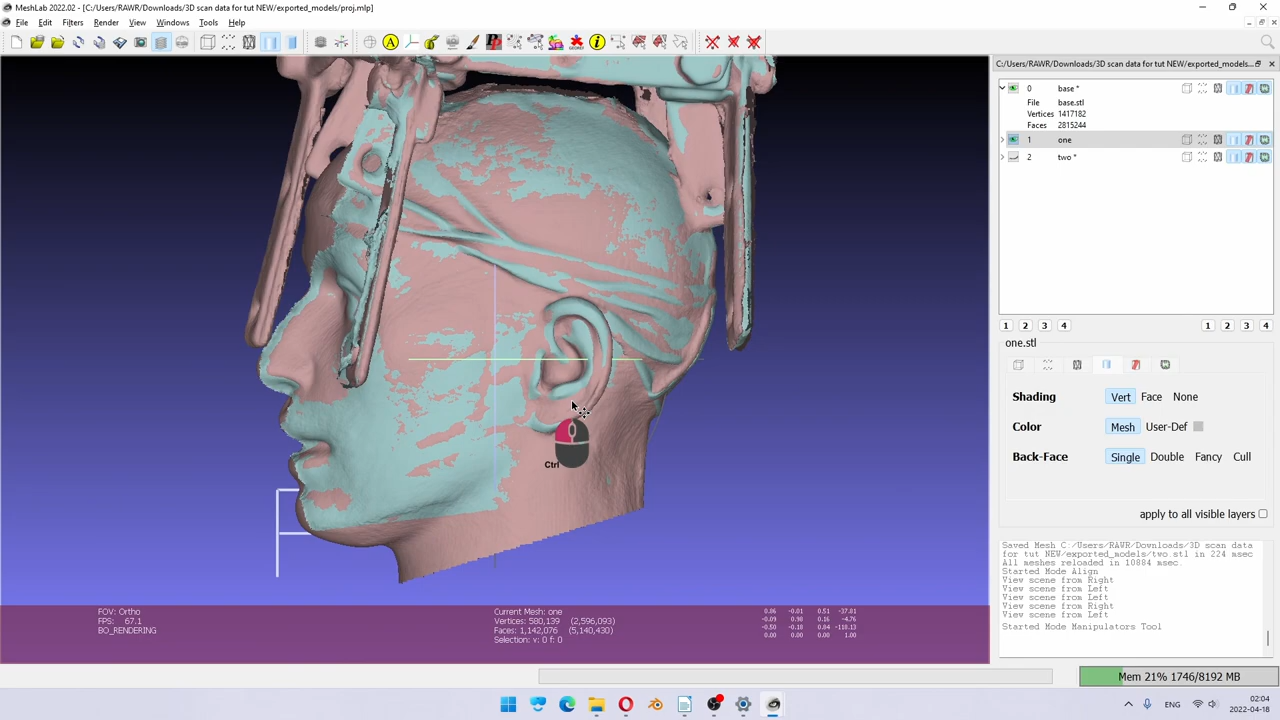 MeshLab 2022.02 - [C:/Users/RAWR/Downloads/3D scan data for tut NEW/exported_models/proj.mlp]
File Edit Filters Render View Windows Tools Help
C:/Users/RAWR/Downloads/3D scan data for tut NEW/exported_models...
0 base *
File base.stl
Vertices 1417182
Faces 2815244
1 one
2 two *
1 2 3 4 1 2 3 4
one.stl
Shading Vert Face None
Color Mesh User-Def
Back-Face Single Double Fancy Cull
apply to all visible layers
Saved Mesh C:/Users/RAWR/Downloads/3D scan data
for tut NEW/exported_models/two.stl in 224 msec
All meshes reloaded in 10884 msec.
Started Mode Align
View scene from Right
View scene from Left
View scene from Left
View scene from Right
View scene from Left
Started Mode Manipulators Tool
Ctrl
FOV: Ortho
FPS: 67.1
BO_RENDERING
Current Mesh: one
Vertices: 580,139 (2,596,093)
Faces: 1,142,076 (5,140,430)
Selection: v: 0 f: 0
0.86 -0.01 0.51 -37.81
-0.09 0.98 0.16 -4.76
-0.50 -0.18 0.84 -118.13
0.00 0.00 0.00 1.00
Mem 21% 1746/8192 MB
ENG
02:04
2022-04-18